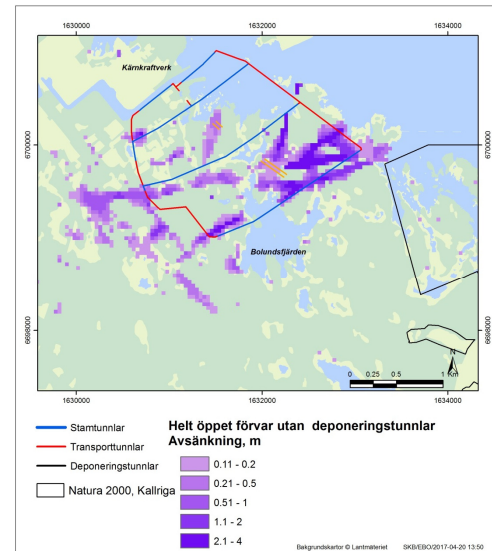 1630000 1632000 1634000
Kärnkraftverk
6700000 6700000
Bolundsfjärden
6698000 6698000
N
0 0.25 0.5 1 Km
1630000 1632000 1634000
Stamtunnlar
Transporttunnlar
Deponeringstunnlar
Natura 2000, Kallriga
Helt öppet förvar utan deponeringstunnlar
Avsänkning, m
0.11 - 0.2
0.21 - 0.5
0.51 - 1
1.1 - 2
2.1 - 4
Bakgrundskartor © Lantmäteriet SKB/EBO/2017-04-20 13:50